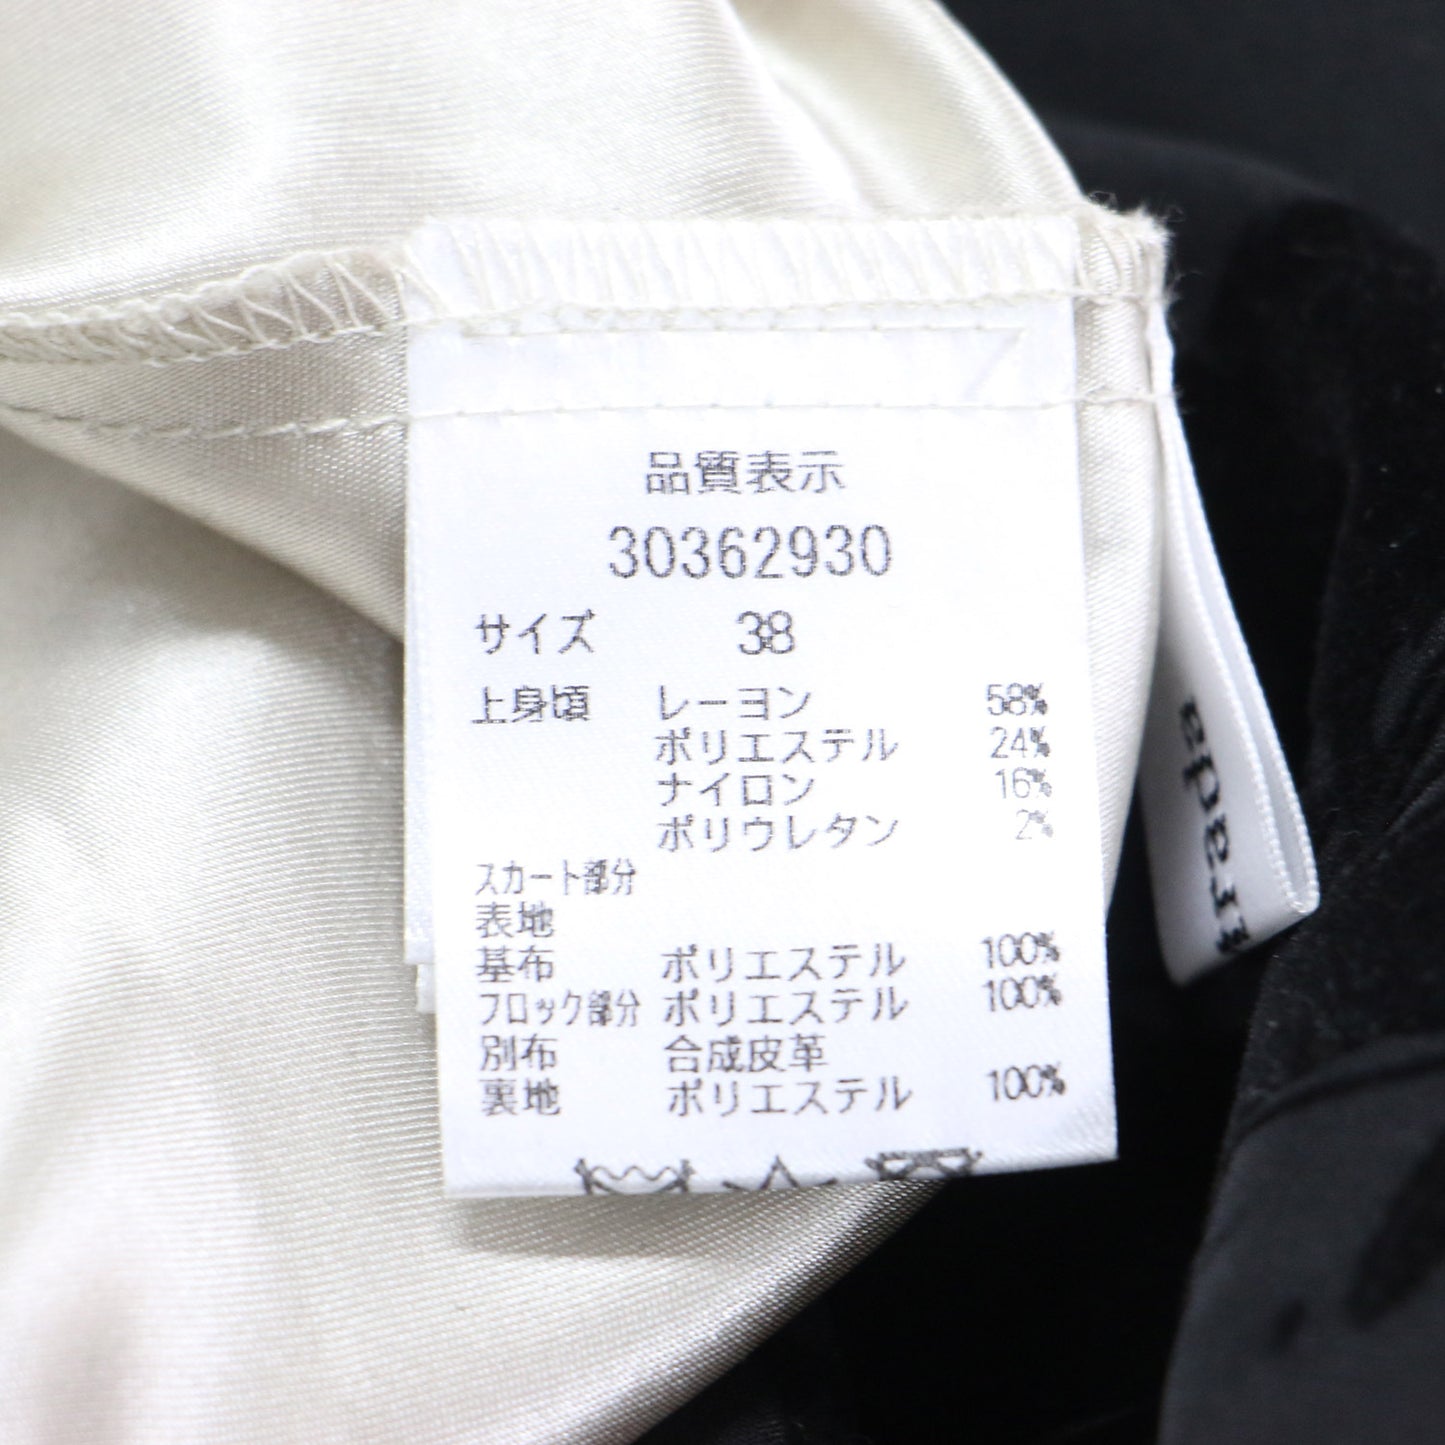 品質表示
30362930
サイズ 38
上身頃 レーヨン 58%
ポリエステル 24%
ナイロン 16%
ポリウレタン 2%
スカート部分
表地
基布 ポリエステル 100%
フロック部分 ポリエステル 100%
別布 合成皮革
裏地 ポリエステル 100%